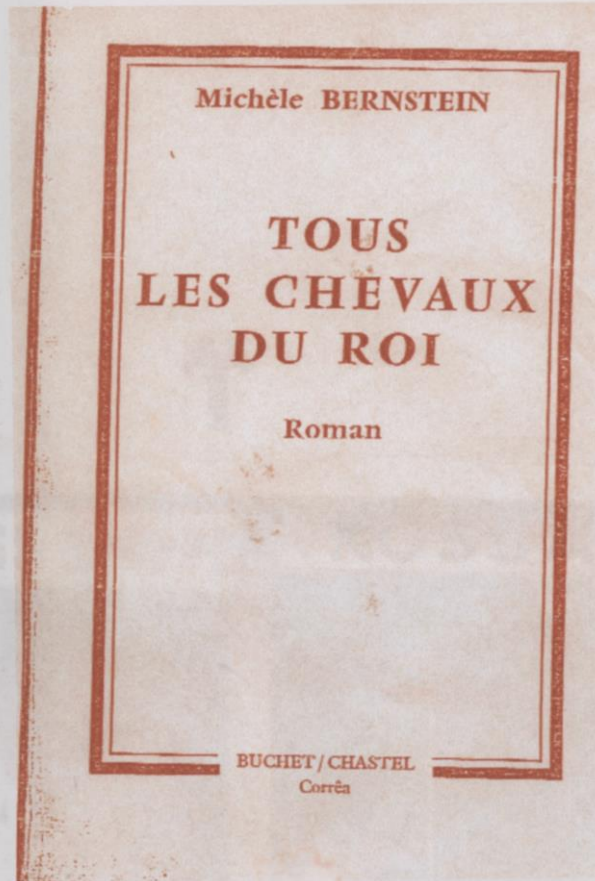 Michèle BERNSTEIN
TOUS
LES CHEVAUX
DU ROI
Roman
BUCHET/CHASTEL
Corrêa